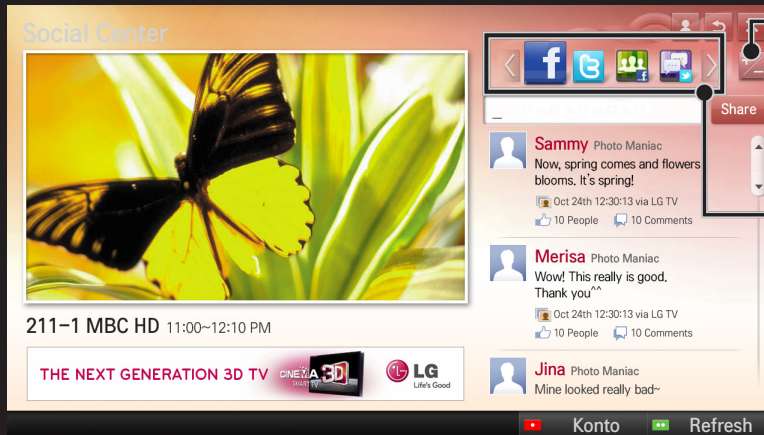 Social Center
Share
Sammy Photo Maniac
Now, spring comes and flowers
blooms. It's spring!
Oct 24th 12:30:13 via LG TV
10 People 10 Comments
Merisa Photo Maniac
Wow! This really is good.
Thank you^^
Oct 24th 12:30:13 via LG TV
10 People 10 Comments
Jina Photo Maniac
Mine looked really bad~
211-1 MBC HD 11:00~12:10 PM
THE NEXT GENERATION 3D TV CINEMA 3D SMART TV LG Life's Good
Konto Refresh